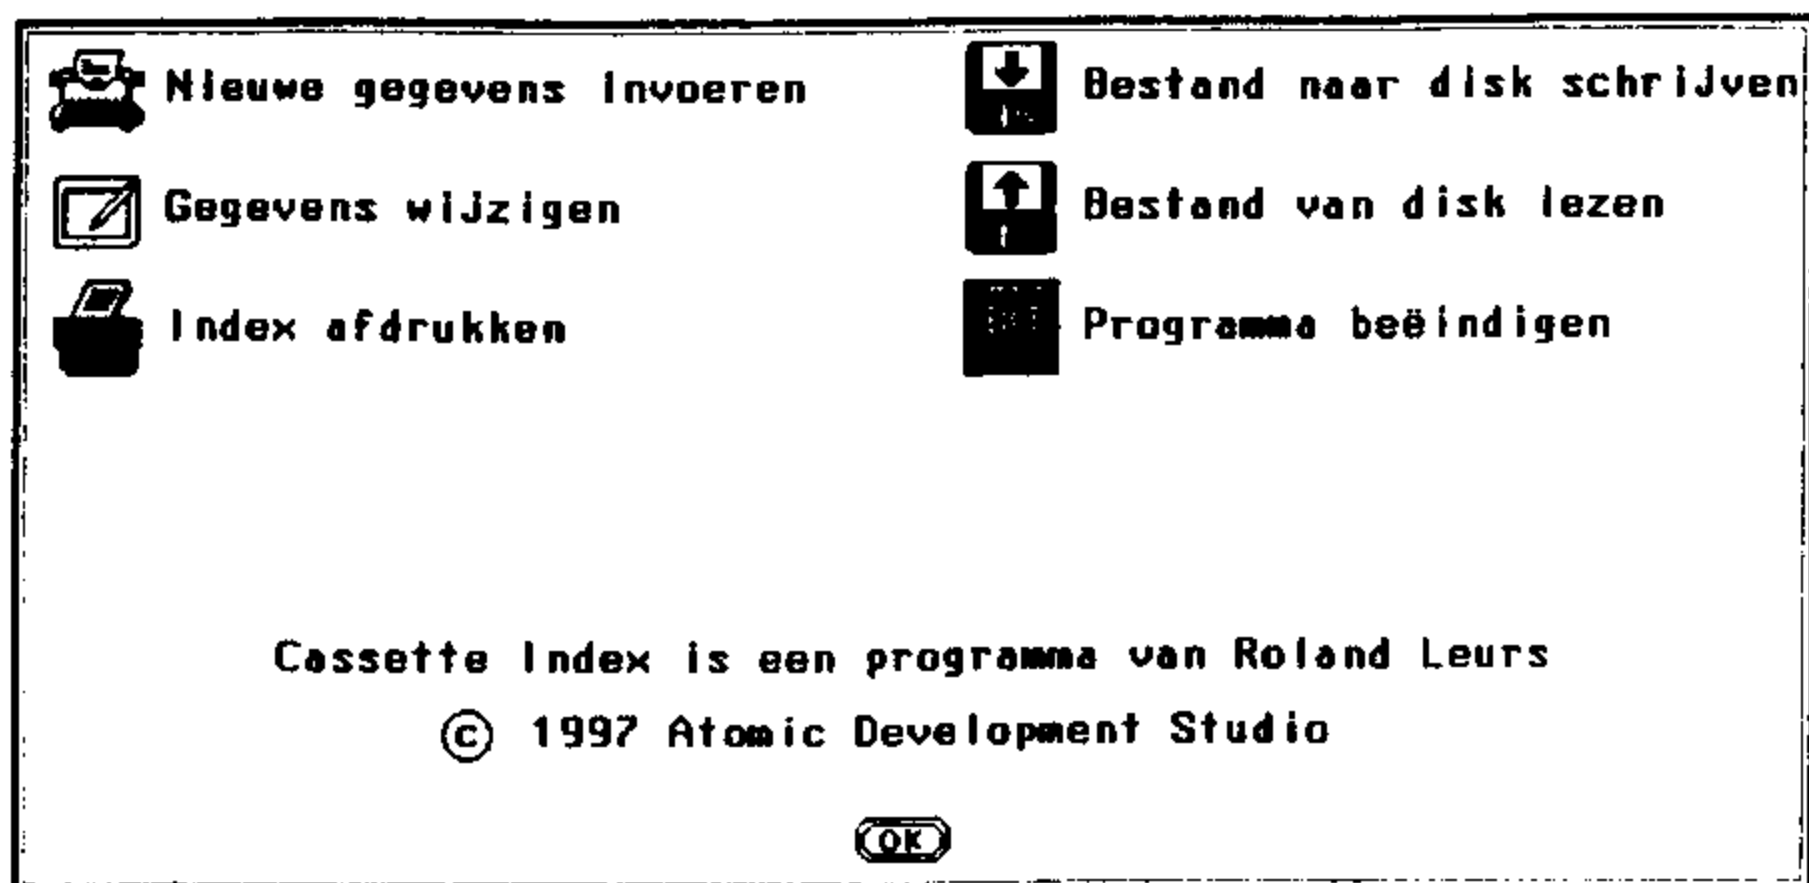 Nieuwe gegevens invoeren
Gegevens wijzigen
Index afdrukken
Bestand naar disk schrijven
Bestand van disk lezen
Programma beëindigen
Cassette Index is een programma van Roland Leurs
© 1997 Atomic Development Studio
OK